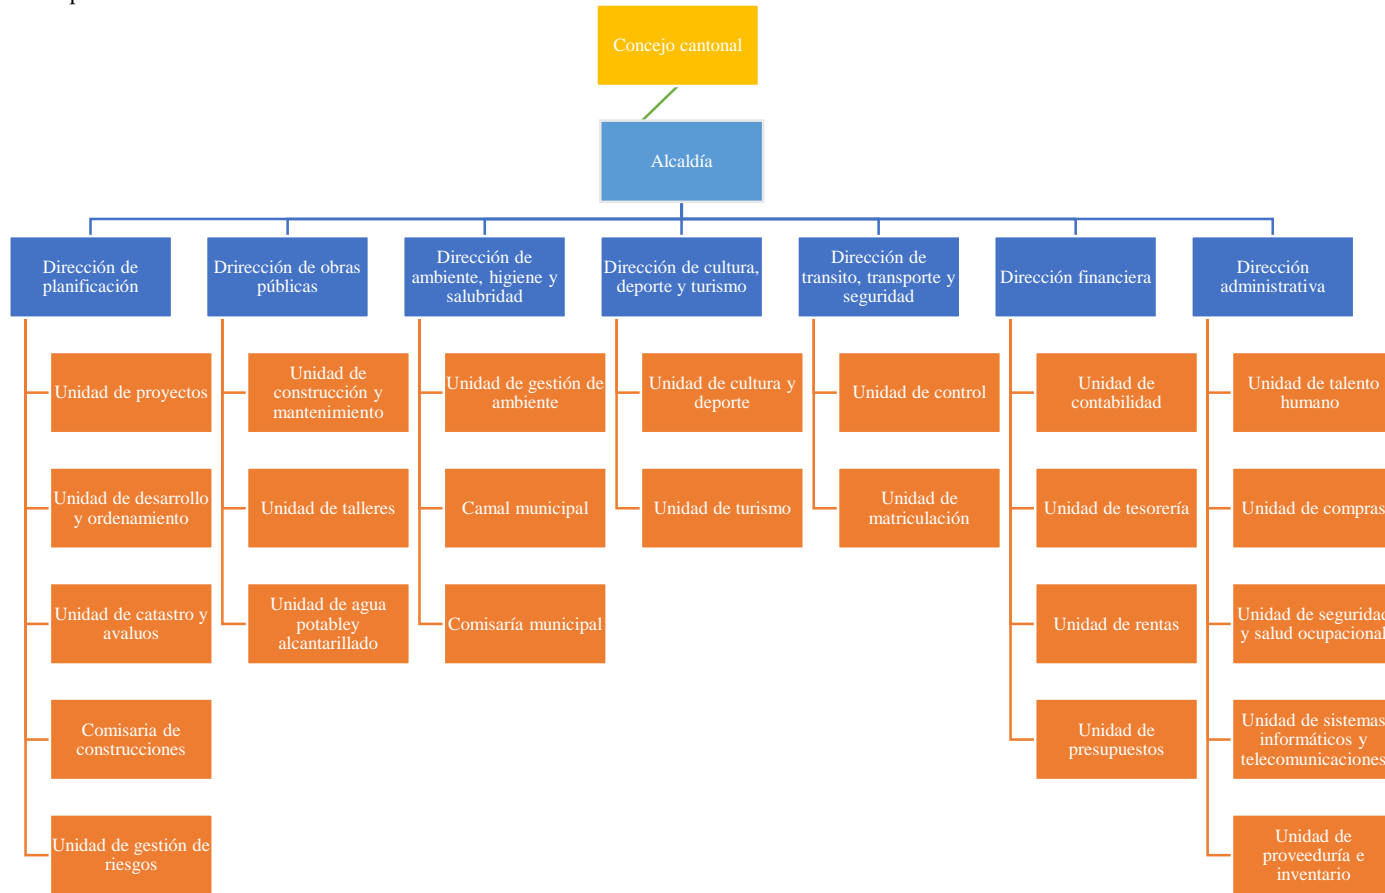 Concejo cantonal
Alcaldía
Dirección de
planificación
Drirección de obras
públicas
Dirección de
ambiente, higiene y
salubridad
Dirección de cultura,
deporte y turismo
Dirección de
transito, transporte y
seguridad
Dirección financiera
Dirección
administrativa
Unidad de proyectos
Unidad de desarrollo
y ordenamiento
Unidad de catastro y
avaluos
Comisaria de
construcciones
Unidad de gestión de
riesgos
Unidad de
construcción y
mantenimiento
Unidad de talleres
Unidad de agua
potabley
alcantarillado
Unidad de gestión de
ambiente
Camal municipal
Comisaría municipal
Unidad de cultura y
deporte
Unidad de turismo
Unidad de control
Unidad de
matriculación
Unidad de
contabilidad
Unidad de tesorería
Unidad de rentas
Unidad de
presupuestos
Unidad de talento
humano
Unidad de compras
Unidad de seguridad
y salud ocupacional
Unidad de sistemas
informáticos y
telecomunicaciones
Unidad de
proveeduría e
inventario